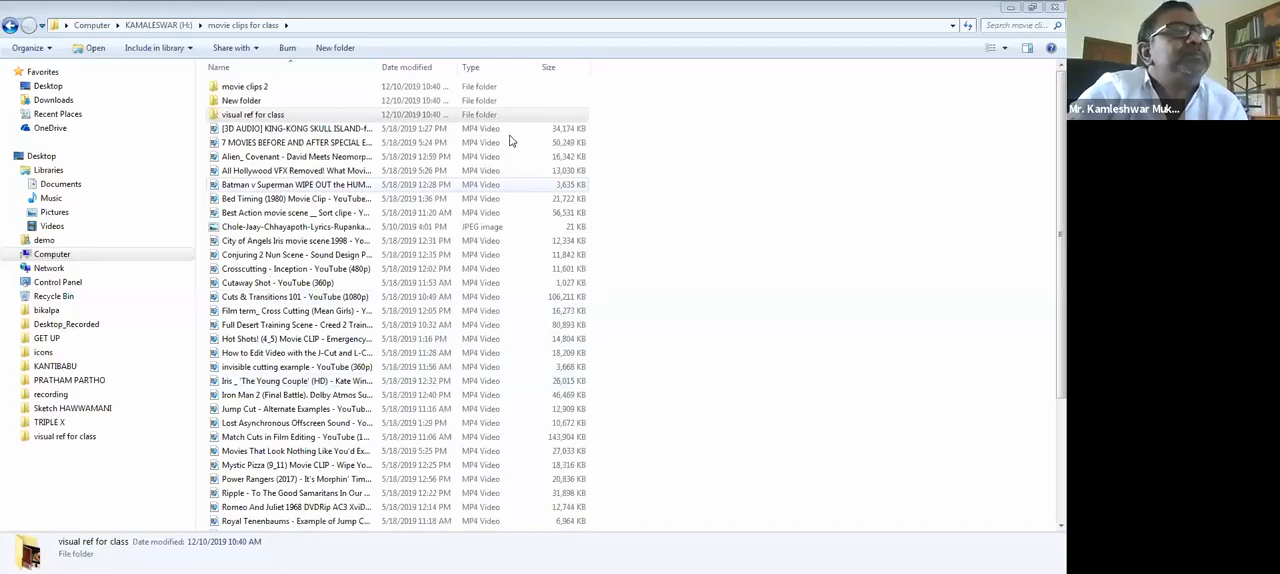 Computer KAMALESWAR (H:) movie clips for class
Search movie cli...
Organize Open Include in library Share with Burn New folder
Name Date modified Type Size
Favorites
Desktop
Downloads
Recent Places
OneDrive
Desktop
Libraries
Documents
Music
Pictures
Videos
demo
Computer
Network
Control Panel
Recycle Bin
bikalpa
Desktop_Recorded
GET UP
icons
KANTIBABU
PRATHAM PARTHO
recording
Sketch HAWWAMANI
TRIPLE X
visual ref for class
movie clips 2 12/10/2019 10:40 ... File folder
New folder 12/10/2019 10:40 ... File folder
visual ref for class 12/10/2019 10:40 ... File folder
[3D AUDIO] KING-KONG SKULL ISLAND-f... 5/18/2019 1:27 PM MP4 Video 34,174 KB
7 MOVIES BEFORE AND AFTER SPECIAL E... 5/18/2019 5:24 PM MP4 Video 50,249 KB
Alien_ Covenant - David Meets Neomorp... 5/18/2019 12:59 PM MP4 Video 16,342 KB
All Hollywood VFX Removed! What Movi... 5/18/2019 5:26 PM MP4 Video 13,030 KB
Batman v Superman WIPE OUT the HUM... 5/18/2019 12:28 PM MP4 Video 3,635 KB
Bed Timing (1980) Movie Clip - YouTube... 5/18/2019 1:36 PM MP4 Video 21,722 KB
Best Action movie scene __ Sort clipe - Y... 5/18/2019 11:20 AM MP4 Video 56,531 KB
Chole-Jaay-Chhayapoth-Lyrics-Rupanka... 5/10/2019 4:01 PM JPEG image 21 KB
City of Angels Iris movie scene 1998 - Yo... 5/18/2019 12:31 PM MP4 Video 12,334 KB
Conjuring 2 Nun Scene - Sound Design P... 5/18/2019 12:35 PM MP4 Video 11,842 KB
Crosscutting - Inception - YouTube (480p) 5/18/2019 12:02 PM MP4 Video 11,601 KB
Cutaway Shot - YouTube (360p) 5/18/2019 11:53 AM MP4 Video 1,027 KB
Cuts & Transitions 101 - YouTube (1080p) 5/18/2019 10:49 AM MP4 Video 106,211 KB
Film term_ Cross Cutting (Mean Girls) - Y... 5/18/2019 12:05 PM MP4 Video 16,273 KB
Full Desert Training Scene - Creed 2 Train... 5/18/2019 10:32 AM MP4 Video 80,893 KB
Hot Shots! (4_5) Movie CLIP - Emergency... 5/18/2019 1:16 PM MP4 Video 14,804 KB
How to Edit Video with the J-Cut and L-C... 5/18/2019 11:28 AM MP4 Video 18,209 KB
invisible cutting example - YouTube (360p) 5/18/2019 11:56 AM MP4 Video 3,668 KB
Iris _ 'The Young Couple' (HD) - Kate Win... 5/18/2019 12:32 PM MP4 Video 26,015 KB
Iron Man 2 (Final Battle). Dolby Atmos Su... 5/18/2019 12:40 PM MP4 Video 46,469 KB
Jump Cut - Alternate Examples - YouTub... 5/18/2019 11:16 AM MP4 Video 12,909 KB
Lost Asynchronous Offscreen Sound - Y... 5/18/2019 1:29 PM MP4 Video 10,672 KB
Match Cuts in Film Editing - YouTube (1... 5/18/2019 11:06 AM MP4 Video 143,904 KB
Movies That Look Nothing Like You'd Ex... 5/18/2019 5:25 PM MP4 Video 27,033 KB
Mystic Pizza (9_11) Movie CLIP - Wipe Yo... 5/18/2019 12:25 PM MP4 Video 18,316 KB
Power Rangers (2017) - It's Morphin' Tim... 5/18/2019 12:56 PM MP4 Video 20,836 KB
Ripple - To The Good Samaritans In Our ... 5/18/2019 12:22 PM MP4 Video 31,898 KB
Romeo And Juliet 1968 DVDRip AC3 XviD... 5/18/2019 12:14 PM MP4 Video 12,794 KB
Royal Tenenbaums - Example of Jump C... 5/18/2019 11:18 AM MP4 Video 6,964 KB
visual ref for class Date modified: 12/10/2019 10:40 AM
File folder
Mr. Kamleshwar Muk...